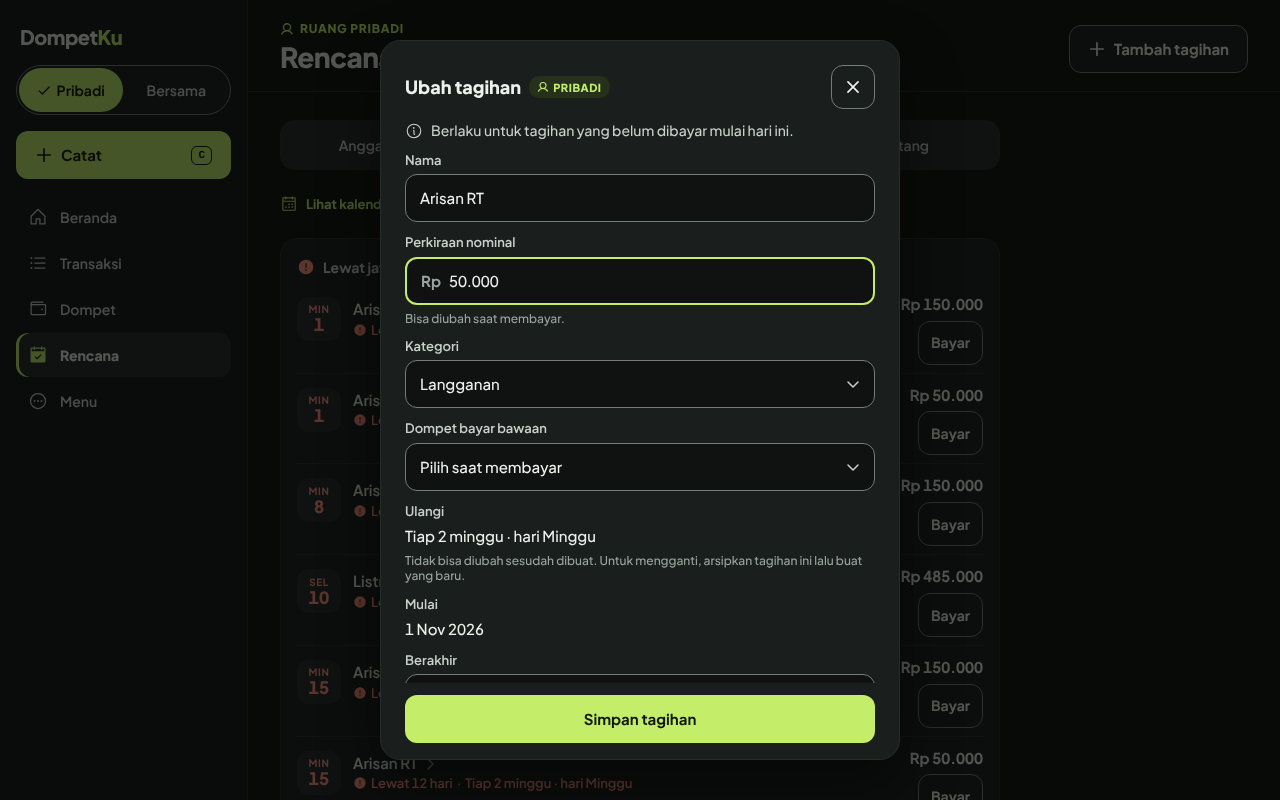 DompetKu
Pribadi
Bersama
Catat
C
Beranda
Transaksi
Dompet
Rencana
Menu
RUANG PRIBADI
Tambah tagihan
Ubah tagihan
PRIBADI
Berlaku untuk tagihan yang belum dibayar mulai hari ini.
Nama
Arisan RT
Perkiraan nominal
Rp 50.000
Bisa diubah saat membayar.
Kategori
Langganan
Dompet bayar bawaan
Pilih saat membayar
Ulangi
Tiap 2 minggu · hari Minggu
Tidak bisa diubah sesudah dibuat. Untuk mengganti, arsipkan tagihan ini lalu buat
yang baru.
Mulai
1 Nov 2026
Berakhir
Simpan tagihan
Lihat
MIN
1
Rp 150.000
Bayar
MIN
1
Rp 50.000
Bayar
MIN
8
Rp 150.000
Bayar
SEL
10
Rp 485.000
Bayar
MIN
15
Rp 150.000
Bayar
MIN
15
Arisan RT
Lewat 12 hari · Tiap 2 minggu · hari Minggu
Rp 50.000
Bayar